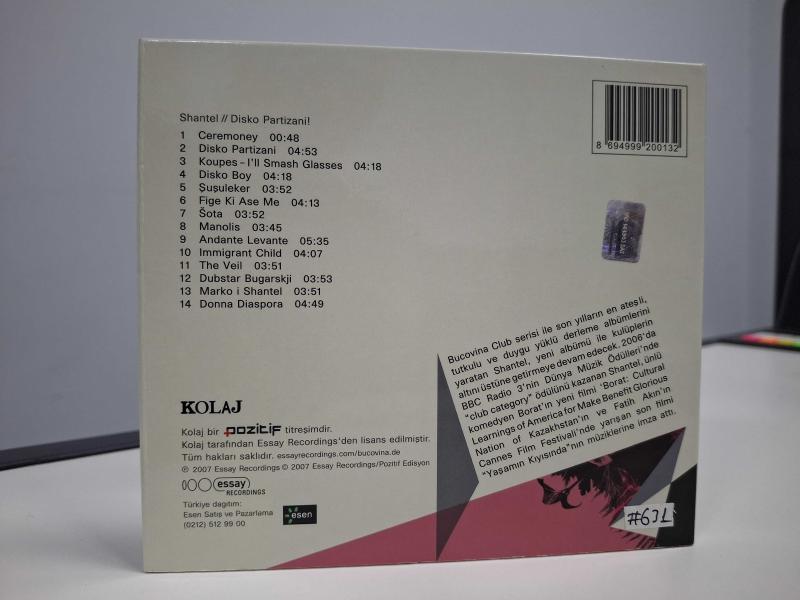 Shantel // Disko Partizani!
1 Ceremoney 00:48
2 Disko Partizani 04:53
3 Koupes – I'll Smash Glasses 04:18
4 Disko Boy 04:18
5 Şuşuleker 03:52
6 Fige Ki Ase Me 04:13
7 Šota 03:52
8 Manolis 03:45
9 Andante Levante 05:35
10 Immigrant Child 04:07
11 The Veil 03:51
12 Dubstar Bugarskji 03:53
13 Marko i Shantel 03:51
14 Donna Diaspora 04:49
8 694999 200132
Bucovina Club serisi ile son yılların en ateşli,
tutkulu ve duygu yüklü derleme albümlerini
yaratan Shantel, yeni albümü ile kulüplerin
altını üstüne getirmeye devam edecek. 2006'da
BBC Radio 3'nin Dünya Müzik Ödülleri'nde
"club category" ödülünü kazanan Shantel, ünlü
komedyen Borat'ın yeni filmi 'Borat: Cultural
Learnings of America for Make Benefit Glorious
Nation of Kazakhstan'ın ve Fatih Akın'ın
Cannes Film Festivali'nde yarışan son filmi
"Yaşamın Kıyısında"nın müziklerine imza attı.
KOLAJ
Kolaj bir pozitif titreşimdir.
Kolaj tarafından Essay Recordings'den lisans edilmiştir.
Tüm hakları saklıdır. essayrecordings.com/bucovina.de
℗ 2007 Essay Recordings © 2007 Essay Recordings/Pozitif Edisyon
essay
RECORDINGS
Türkiye dagıtım:
Esen Satış ve Pazarlama
(0212) 512 99 00
esen
#631